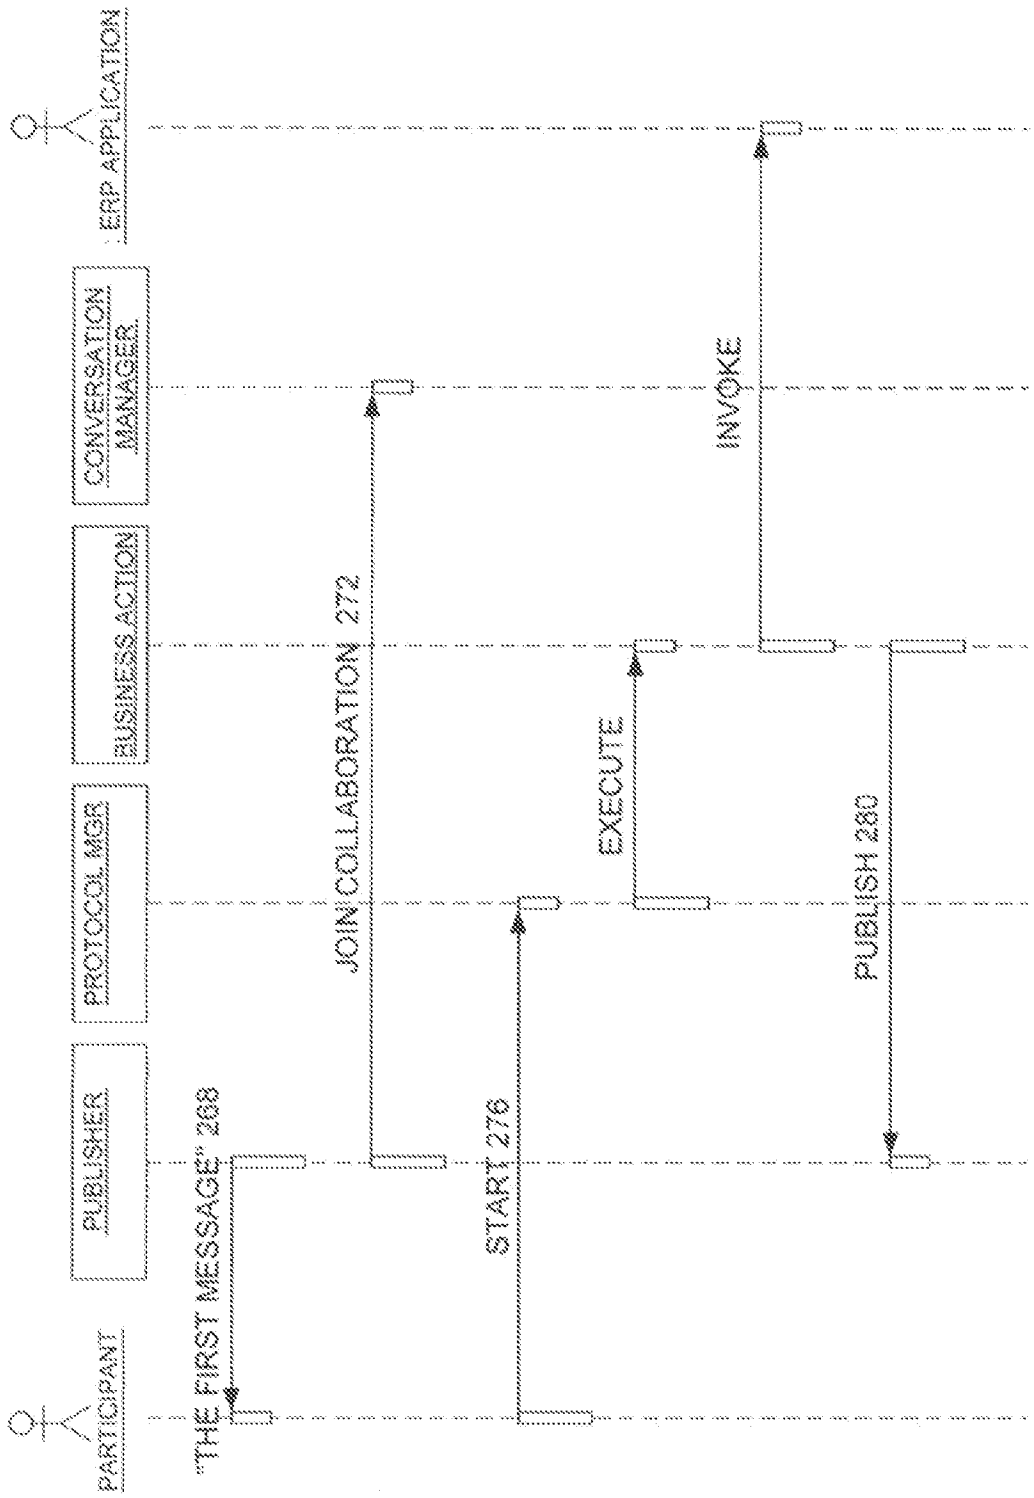 PARTICIPANT
PUBLISHER
PROTOCOL MGR
BUSINESS ACTION
CONVERSATION
MANAGER
: ERP APPLICATION
"THE FIRST MESSAGE" 268
JOIN COLLABORATION 272
START 276
EXECUTE
INVOKE
PUBLISH 280